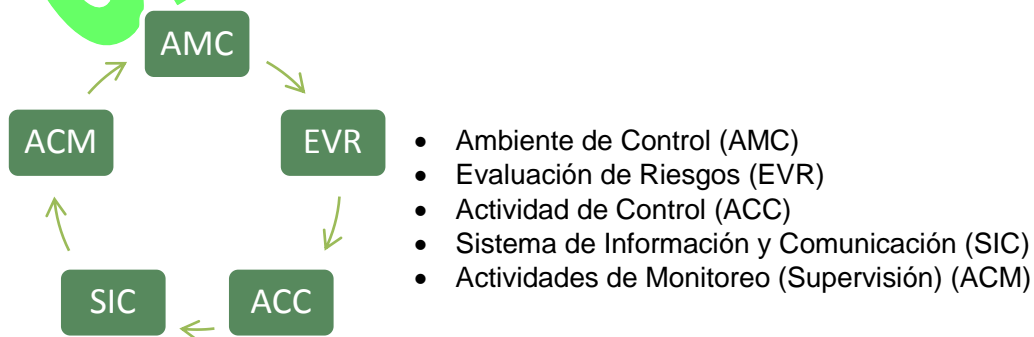 AMC
EVR
ACC
SIC
ACM
• Ambiente de Control (AMC)
• Evaluación de Riesgos (EVR)
• Actividad de Control (ACC)
• Sistema de Información y Comunicación (SIC)
• Actividades de Monitoreo (Supervisión) (ACM)